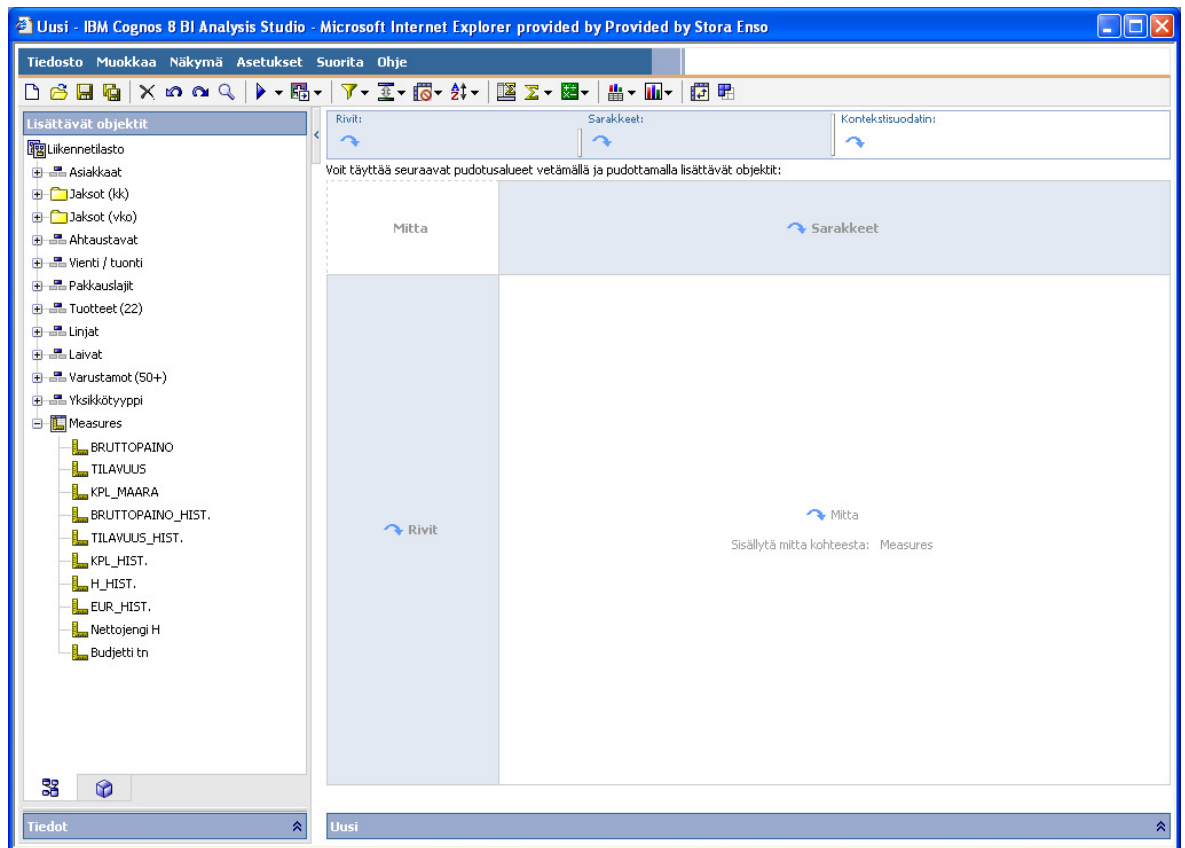 Uusi - IBM Cognos 8 BI Analysis Studio - Microsoft Internet Explorer provided by Provided by Stora Enso
Tiedosto Muokkaa Näkymä Asetukset Suorita Ohje
Lisättävät objektit
Liikennetilasto
Asiakkaat
Jaksot (kk)
Jaksot (vko)
Ahtaustavat
Vienti / tuonti
Pakkauslajit
Tuotteet (22)
Linjat
Laivat
Varustamot (50+)
Yksikkötyyppi
Measures
BRUTTOPAINO
TILAVUUS
KPL_MAARA
BRUTTOPAINO_HIST.
TILAVUUS_HIST.
KPL_HIST.
H_HIST.
EUR_HIST.
Nettojengi H
Budjetti tn
Tiedot
Rivit: Sarakkeet: Kontekstisuodatin:
Voit täyttää seuraavat pudotusalueet vetämällä ja pudottamalla lisättävät objektit:
Mitta Sarakkeet
Rivit
Mitta
Sisällytä mitta kohteesta: Measures
Uusi